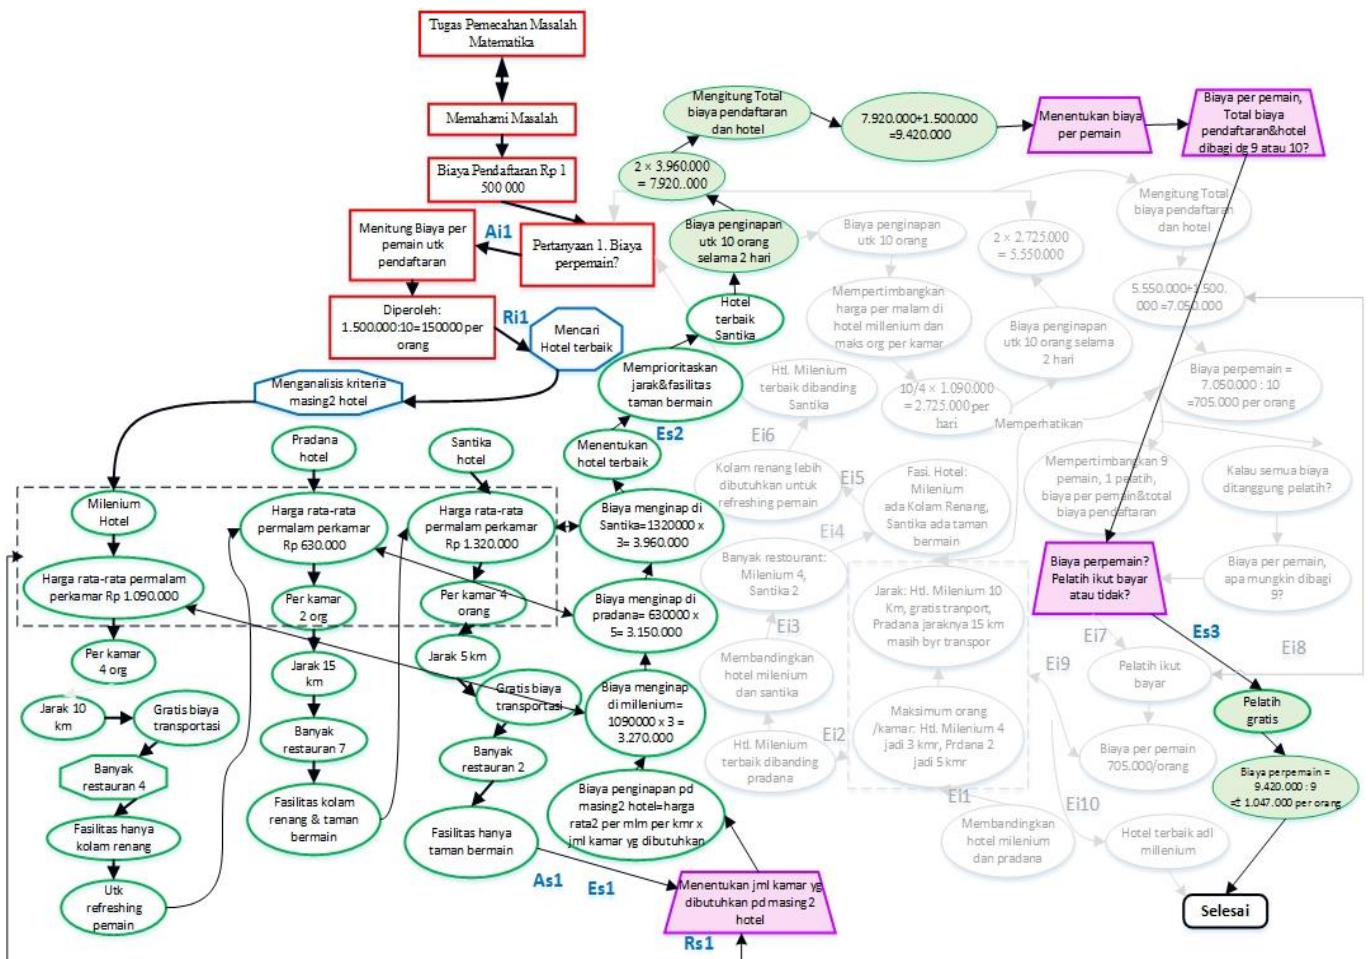 Tugas Pemecahan Masalah
Matematika
Memahami Masalah
Biaya Pendaftaran Rp 1
500 000
Menitung Biaya per
pemain utk
pendaftaran
Ai1
Pertanyaan 1. Biaya
perpemain?
Diperoleh:
1.500.000:10=150000 per
orang
Ri1
Mencari
Hotel terbaik
Menganalisis kriteria
masing2 hotel
Milenium
Hotel
Harga rata-rata permalam
perkamar Rp 1.090.000
Per kamar
4 org
Jarak 10
km
Gratis biaya
transportasi
Banyak
restauran 4
Fasilitas hanya
kolam renang
Utk
refreshing
pemain
Pradana
hotel
Harga rata-rata
permalam perkamar
Rp 630.000
Per kamar
2 org
Jarak 15
km
Banyak
restauran 7
Fasilitas kolam
renang & taman
bermain
Santika
hotel
Harga rata-rata
permalam perkamar
Rp 1.320.000
Per kamar 4
orang
Jarak 5 km
Gratis biaya
transportasi
Banyak
restauran 2
Fasilitas hanya
taman bermain
As1
Es1
Menentukan jml kamar yg
dibutuhkan pd masing2
hotel
Rs1
Biaya penginapan pd
masing2 hotel=harga
rata2 per mlm per kmr x
jml kamar yg dibutuhkan
Biaya menginap
di millenium=
1090000 x 3 =
3.270.000
Biaya menginap di
pradana= 630000 x
5= 3.150.000
Biaya menginap di
Santika=1320000 x
3= 3.960.000
Menentukan
hotel terbaik
Es2
Memprioritaskan
jarak&fasilitas
taman bermain
Hotel
terbaik
Santika
Biaya penginapan
utk 10 orang
selama 2 hari
2 × 3.960.000
= 7.920..000
Mengitung Total
biaya pendaftaran
dan hotel
7.920.000+1.500.000
=9.420.000
Menentukan biaya
per pemain
Biaya per pemain,
Total biaya
pendaftaran&hotel
dibagi dg 9 atau 10?
Biaya perpemain?
Pelatih ikut bayar
atau tidak?
Es3
Pelatih
gratis
Biaya perpemain =
9.420.000 : 9
=± 1.047.000 per orang
Selesai
Ei1
Membandingkan
hotel milenium
dan pradana
Maksimum orang
/kamar: Htl. Milenium 4
jadi 3 kmr, Prdana 2
jadi 5 kmr
Jarak: Htl. Milenium 10
Km, gratis tranport,
Pradana jaraknya 15 km
masih byr transpor
Ei2
Htl. Milenium
terbaik dibanding
pradana
Membandingkan
hotel milenium
dan santika
Ei3
Banyak restourant:
Milenium 4,
Santika 2
Ei4
Fasi. Hotel:
Milenium
ada Kolam Renang,
Santika ada taman
bermain
Ei5
Kolam renang lebih
dibutuhkan untuk
refreshing pemain
Ei6
Htl. Milenium
terbaik dibanding
Santika
Biaya penginapan
utk 10 orang
Mempertimbangkan
harga per malam di
hotel millenium dan
maks org per kamar
10/4 × 1.090.000
= 2.725.000 per
hari
Biaya penginapan
utk 10 orang selama
2 hari
2 × 2.725.000
= 5.550.000
Mengitung Total
biaya pendaftaran
dan hotel
5.550.000+1.500.
000 =7.050.000
Biaya perpemain =
7.050.000 : 10
=705.000 per orang
Memperhatikan
Mempertimbangkan 9
pemain, 1 pelatih,
biaya per pemain&total
biaya pendaftaran
Kalau semua biaya
ditanggung pelatih?
Biaya per pemain,
apa mungkin dibagi
9?
Ei7
Ei8
Pelatih ikut
bayar
Ei9
Biaya per pemain
705.000/orang
Ei10
Hotel terbaik adl
millenium